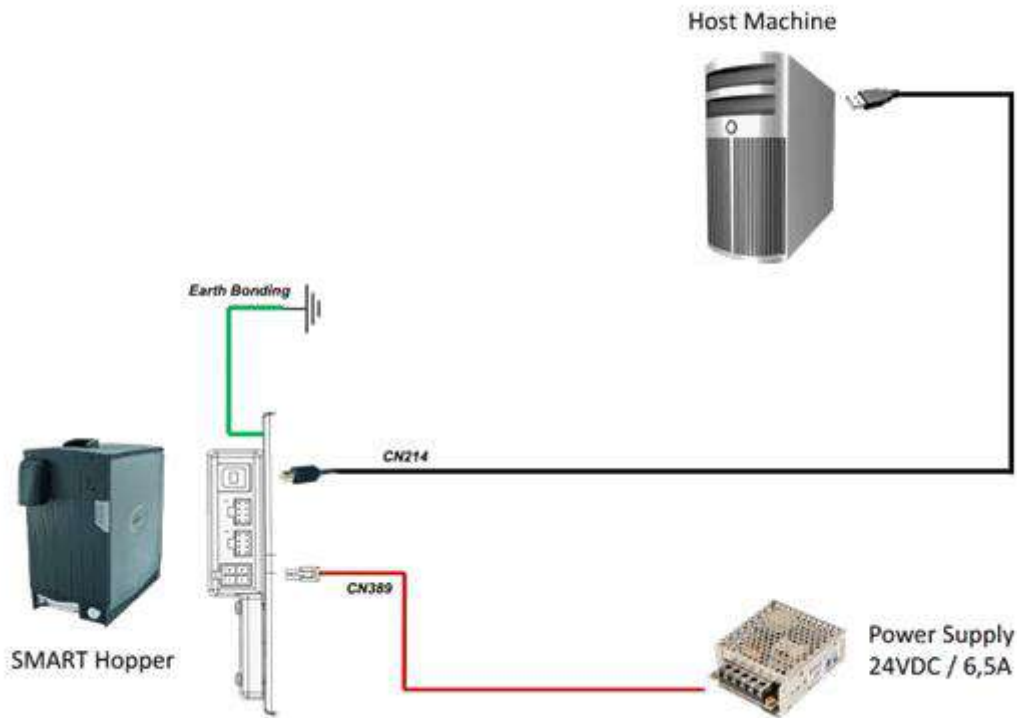 Host Machine
Earth Bonding
CN214
CN389
SMART Hopper
Power Supply
24VDC / 6,5A